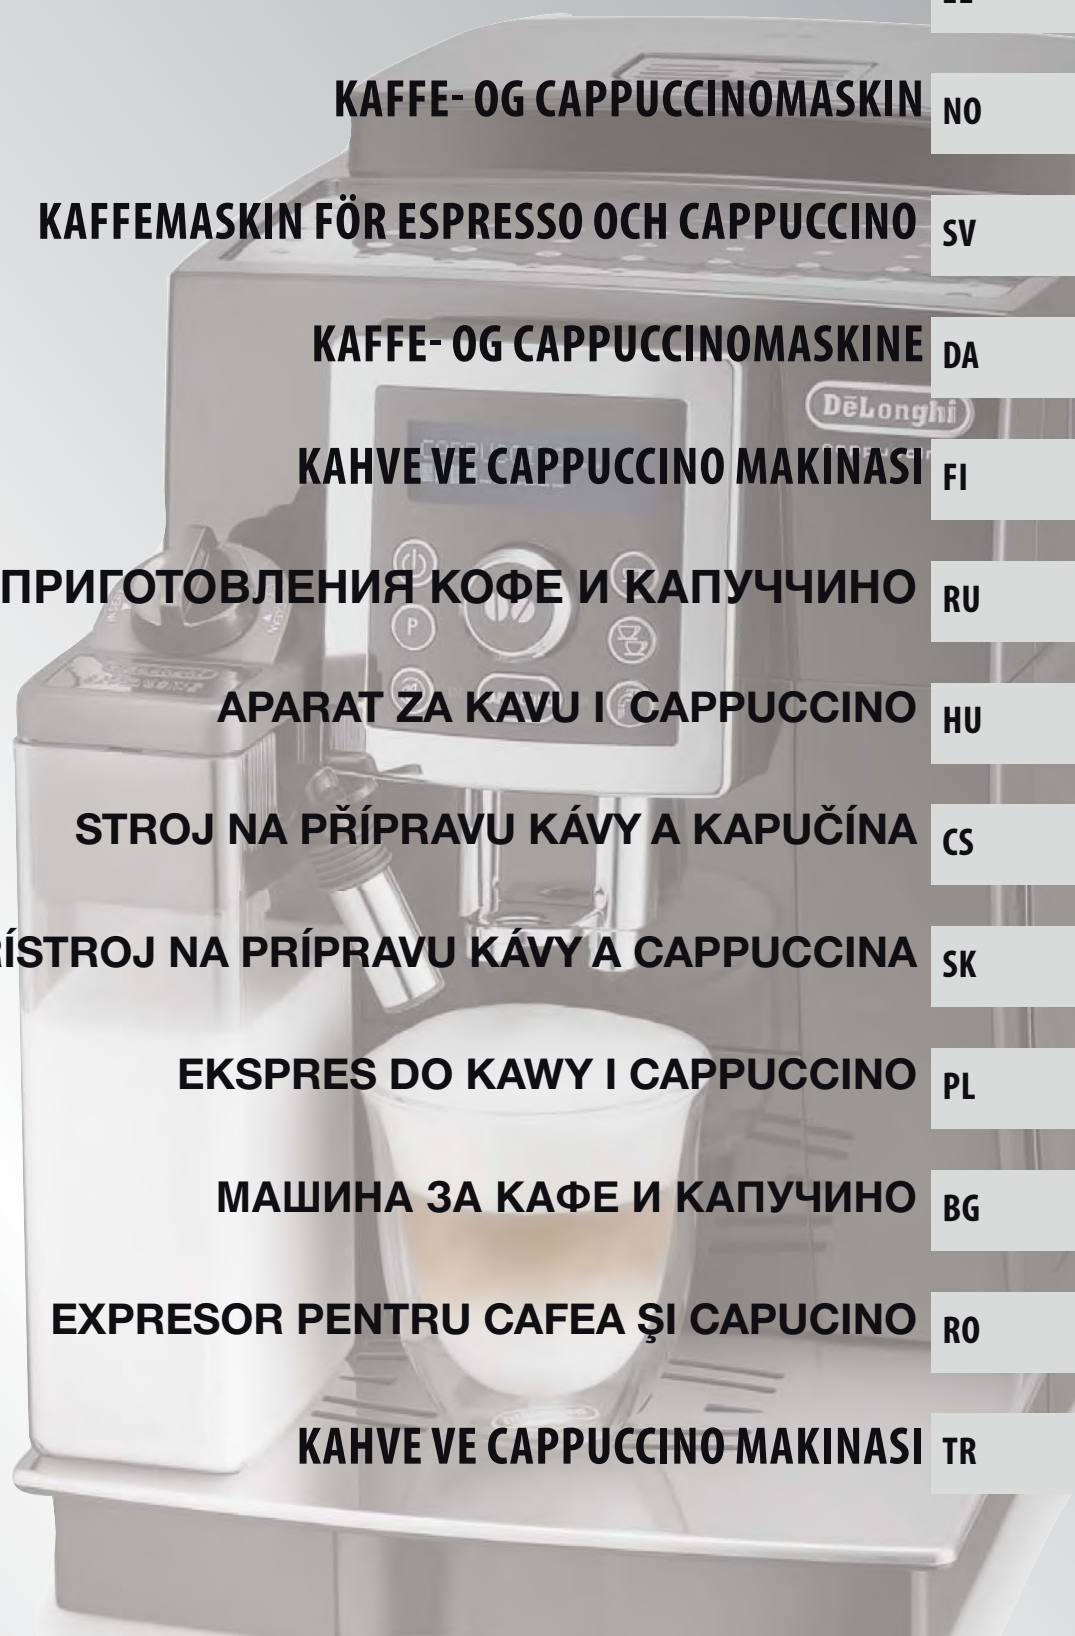 KAFFE- OG CAPPUCCINOMASKIN NO
KAFFEMASKIN FÖR ESPRESSO OCH CAPPUCCINO SV
KAFFE- OG CAPPUCCINOMASKINE DA
DēLonghi
KAHVE VE CAPPUCCINO MAKINASI FI
ПРИГОТОВЛЕНИЯ КОФЕ И КАПУЧЧИНО RU
P
APARAT ZA KAVU I CAPPUCCINO HU
STROJ NA PŘÍPRAVU KÁVY A KAPUČÍNA CS
RÍSTROJ NA PRÍPRAVU KÁVY A CAPPUCCINA SK
EKSPRES DO KAWY I CAPPUCCINO PL
МАШИНА ЗА КАФЕ И КАПУЧИНО BG
EXPRESOR PENTRU CAFEA ŞI CAPUCINO RO
KAHVE VE CAPPUCCINO MAKINASI TR